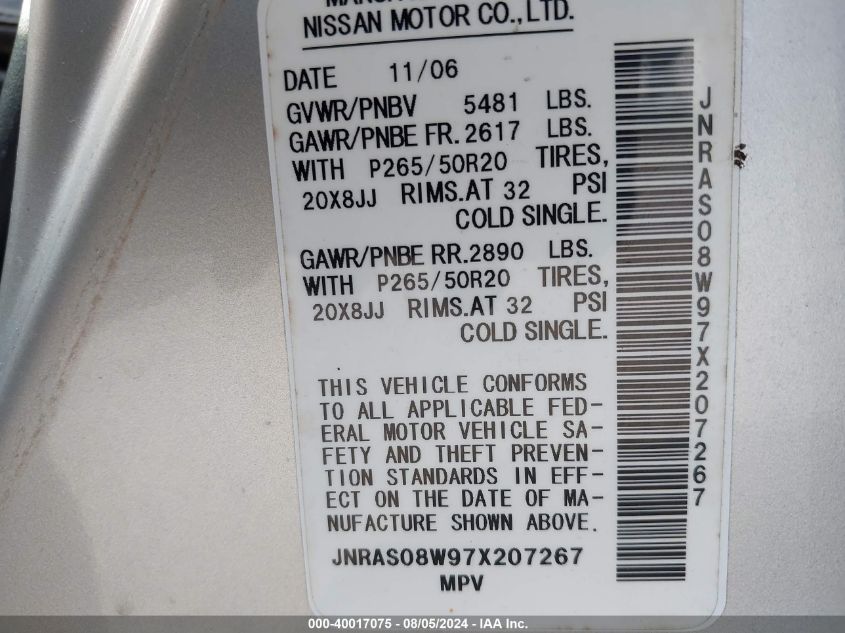 NISSAN MOTOR CO.,LTD.
DATE 11/06
GVWR/PNBV 5481 LBS.
GAWR/PNBE FR. 2617 LBS.
WITH P265/50R20 TIRES,
20X8JJ RIMS.AT 32 PSI
COLD SINGLE.
GAWR/PNBE RR. 2890 LBS.
WITH P265/50R20 TIRES,
20X8JJ RIMS.AT 32 PSI
COLD SINGLE.
THIS VEHICLE CONFORMS
TO ALL APPLICABLE FED-
ERAL MOTOR VEHICLE SA-
FETY AND THEFT PREVEN-
TION STANDARDS IN EFF-
ECT ON THE DATE OF MA-
NUFACTURE SHOWN ABOVE.
JNRAS08W97X207267
MPV
JNRAS08W97X207267
000-40017075 - 08/05/2024 - IAA Inc.